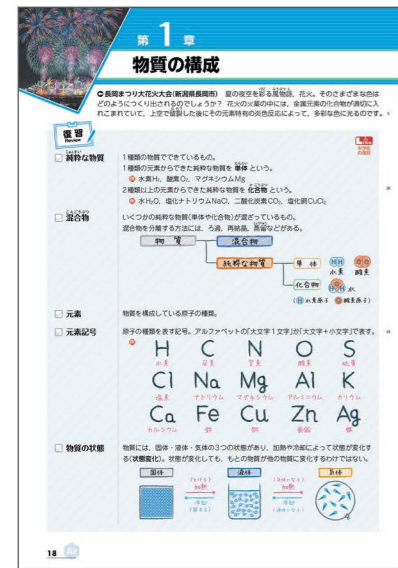 第1章
物質の構成
長岡まつり大花火大会(新潟県長岡市) 夏の夜空を彩る風物詩、花火。そのさまざまな色は
どのようにつくり出されるのでしょうか? 花火の火薬の中には、金属元素の化合物が適切に入
れこまれていて、上空で破裂した後にその元素特有の炎色反応によって、多彩な色に光るのです。
復習
Review
純粋な物質
1種類の物質でできているもの。
1種類の元素からできた純粋な物質を 単体 という。
例 水素H₂、酸素O₂、マグネシウムMg
2種類以上の元素からできた純粋な物質を 化合物 という。
例 水H₂O、塩化ナトリウムNaCl、二酸化炭素CO₂、塩化銅CuCl₂
混合物
いくつかの純粋な物質(単体や化合物)が混ざっているもの。
混合物を分離する方法には、ろ過、再結晶、蒸留などがある。
物質 混合物
純粋な物質 単体 HH OO
水素 酸素
化合物 HOH 水
(H 水素原子 O 酸素原子)
元素
物質を構成している原子の種類。
元素記号
原子の種類を表す記号。アルファベットの「大文字1文字」か「大文字+小文字」で表す。
例 H C N O S
水素 炭素 窒素 酸素 硫黄
Cl Na Mg Al K
塩素 ナトリウム マグネシウム アルミニウム カリウム
Ca Fe Cu Zn Ag
カルシウム 鉄 銅 亜鉛 銀
物質の状態
物質には、固体・液体・気体の3つの状態があり、加熱や冷却によって状態が変化す
る(状態変化)。状態が変化しても、もとの物質が他の物質に変化するわけではない。
固体 液体 気体
加熱 加熱
冷却 冷却
18 Ar